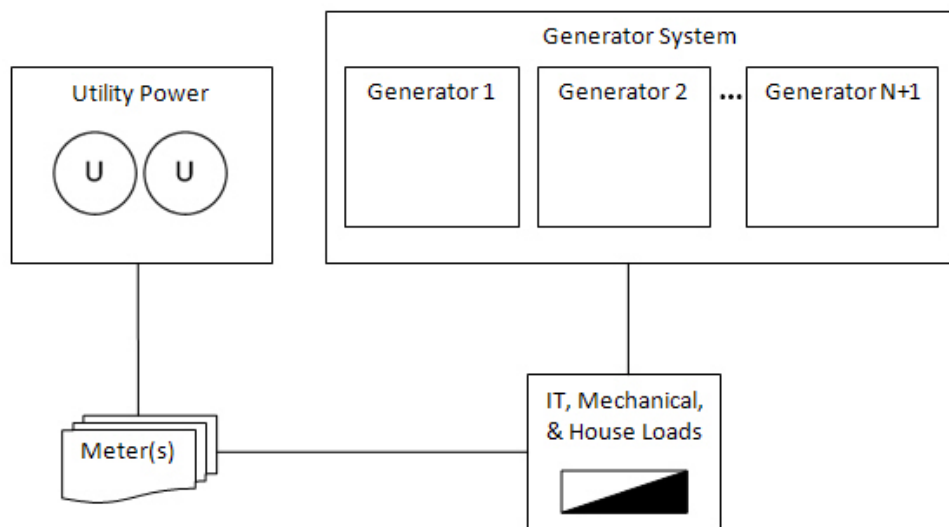 Generator System
Utility Power
U U
Generator 1
Generator 2
...
Generator N+1
Meter(s)
IT, Mechanical,
& House Loads